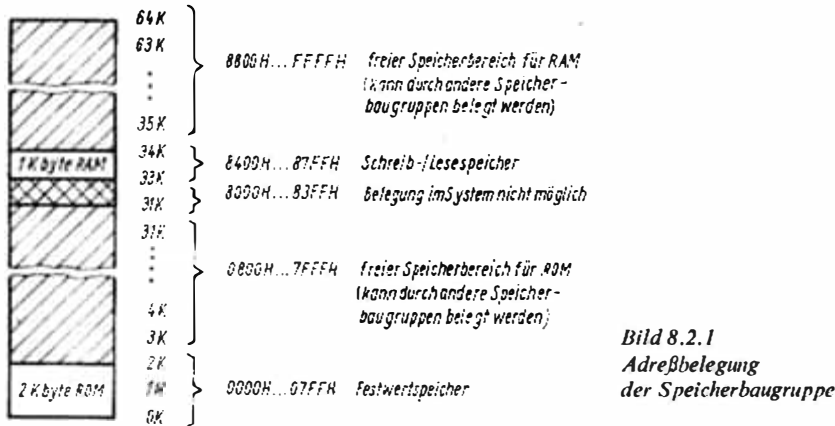 64K
63K
8800H...FFFFH freier Speicherbereich für RAM
(kann durch andere Speicher-
baugruppen belegt werden)
35K
34K
1Kbyte RAM
8400H...87FFH Schreib-/Lesespeicher
33K
8000H...83FFH Belegung im System nicht möglich
31K
31K
0800H...7FFFH freier Speicherbereich für ROM
(kann durch andere Speicher-
baugruppen belegt werden)
4K
3K
2K
2Kbyte ROM
1K
0000H...07FFH Festwertspeicher
0K
Bild 8.2.1
Adreßbelegung
der Speicherbaugruppe